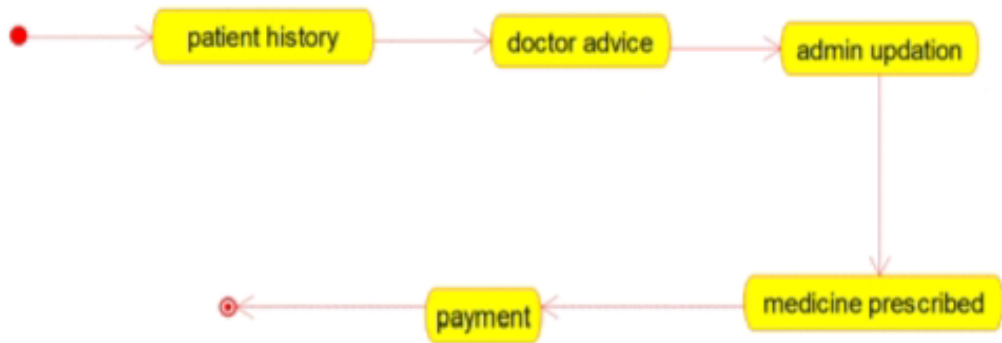 patient history
doctor advice
admin updation
medicine prescribed
payment